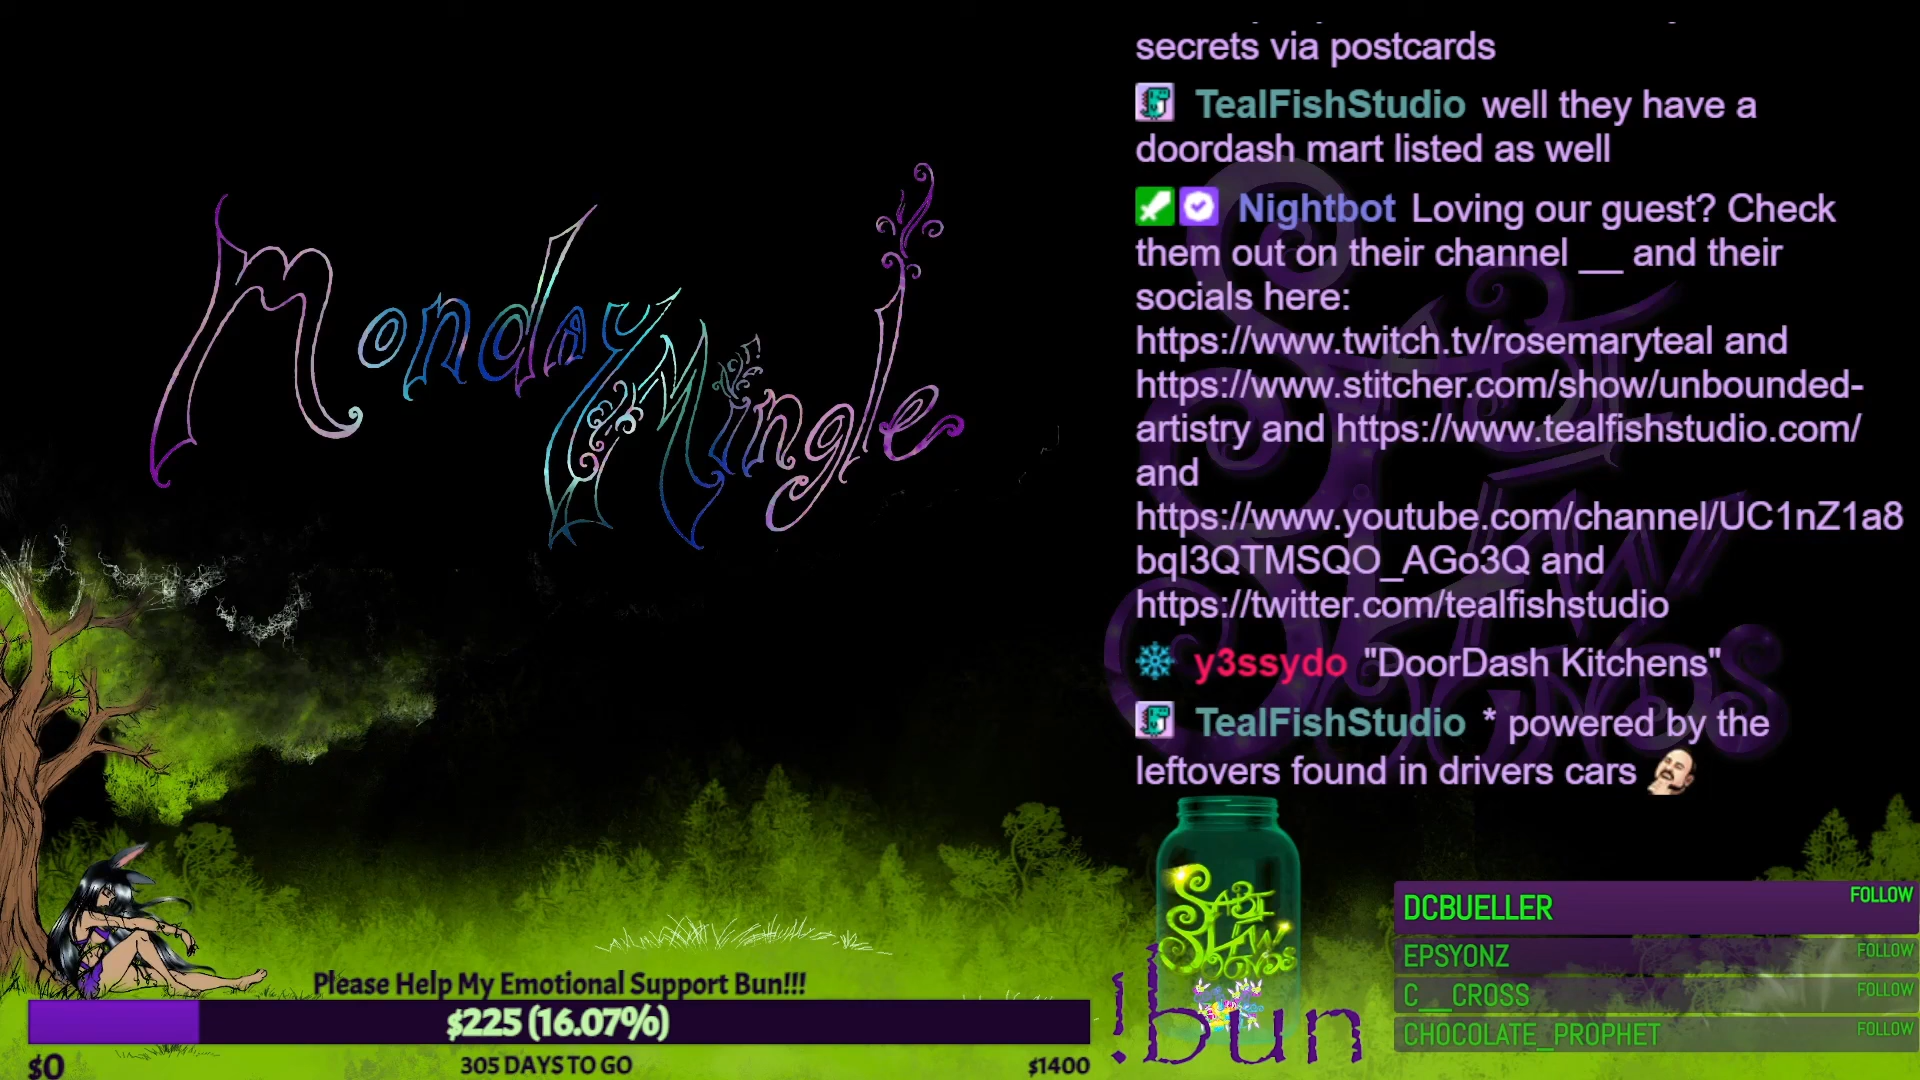 Monday
Mingle
secrets via postcards
TealFishStudio well they have a
doordash mart listed as well
Nightbot Loving our guest? Check
them out on their channel __ and their
socials here:
https://www.twitch.tv/rosemaryteal and
https://www.stitcher.com/show/unbounded-
artistry and https://www.tealfishstudio.com/
and
https://www.youtube.com/channel/UC1nZ1a8
bqI3QTMSQO_AGo3Q and
https://twitter.com/tealfishstudio
y3ssydo "DoorDash Kitchens"
TealFishStudio * powered by the
leftovers found in drivers cars
!bun
DCBUELLER FOLLOW
EPSYONZ FOLLOW
C__CROSS FOLLOW
CHOCOLATE_PROPHET FOLLOW
Please Help My Emotional Support Bun!!!
$225 (16.07%)
$0 305 DAYS TO GO $1400